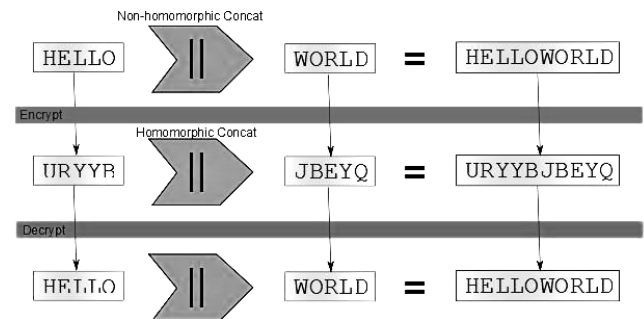 Non-homomorphic Concat
HELLO || WORLD = HELLOWORLD
Encrypt
Homomorphic Concat
URYYB || JBEYQ = URYYBJBEYQ
Decrypt
HELLO || WORLD = HELLOWORLD